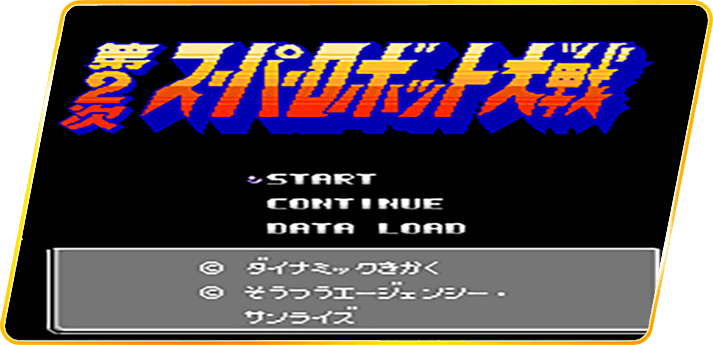 第2次
スーパーロボット大戦
START
CONTINUE
DATA LOAD
© ダイナミックきかく
© そうつうエージェンシー・
サンライズ